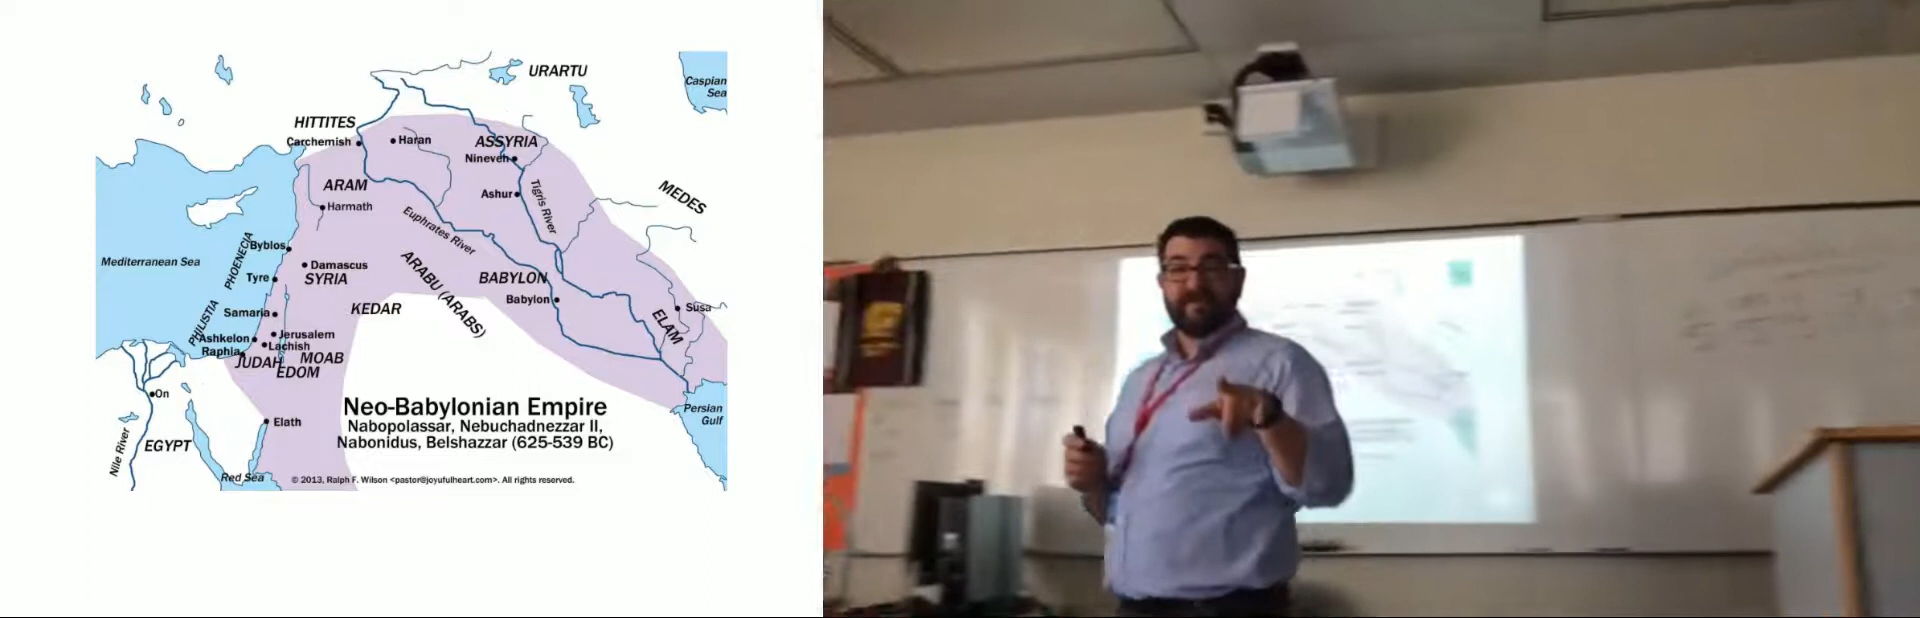 URARTU
Caspian
Sea
HITTITES
Carchemish
Haran
ASSYRIA
Nineveh
MEDES
ARAM
Harmath
Ashur
Tigris River
Euphrates River
Mediterranean Sea
PHOENICIA
Byblos
Damascus
SYRIA
Tyre
ARABU (ARABS)
BABYLON
Babylon
KEDAR
Susa
ELAM
PHILISTIA
Samaria
Ashkelon
Jerusalem
Raphia
Lachish
JUDAH
MOAB
EDOM
On
Elath
Persian
Gulf
Nile River
EGYPT
Red Sea
Neo-Babylonian Empire
Nabopolassar, Nebuchadnezzar II,
Nabonidus, Belshazzar (625-539 BC)
© 2013, Ralph F. Wilson <pastor@joyufulheart.com>. All rights reserved.